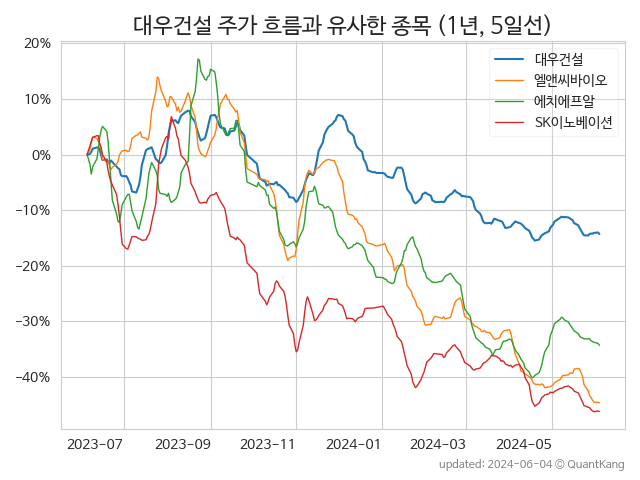 대우건설 주가 흐름과 유사한 종목 (1년, 5일선)
20%
10%
0%
−10%
−20%
−30%
−40%
대우건설
엘앤씨바이오
에치에프알
SK이노베이션
2023−07
2023−09
2023−11
2024−01
2024−03
2024−05
updated: 2024-06-04 © QuantKang